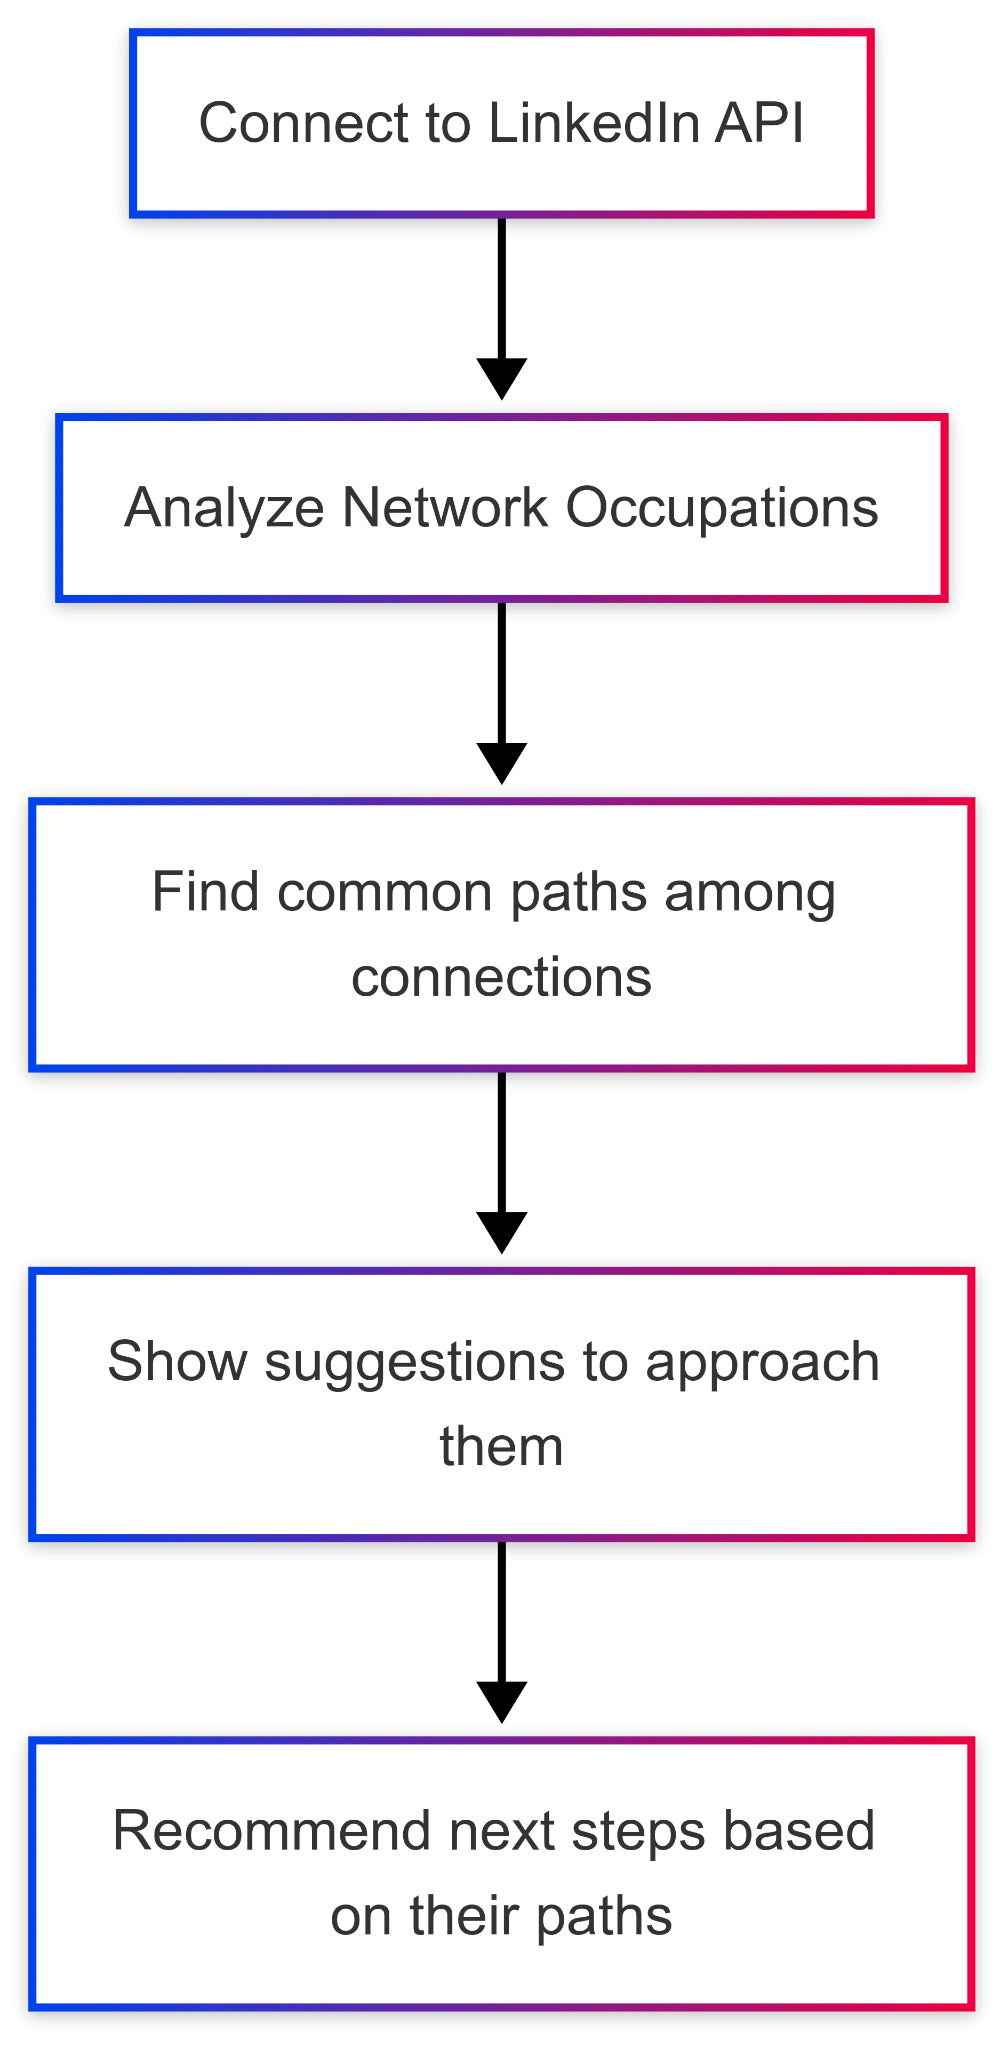 Connect to LinkedIn API
Analyze Network Occupations
Find common paths among
connections
Show suggestions to approach
them
Recommend next steps based
on their paths